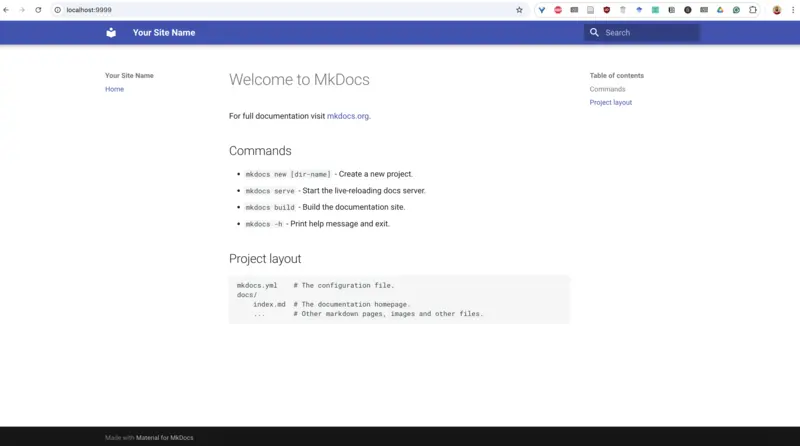 localhost:9999
Your Site Name
Search
Your Site Name
Home
Welcome to MkDocs
For full documentation visit mkdocs.org.
Commands
mkdocs new [dir-name] - Create a new project.
mkdocs serve - Start the live-reloading docs server.
mkdocs build - Build the documentation site.
mkdocs -h - Print help message and exit.
Project layout
mkdocs.yml    # The configuration file.
docs/
    index.md  # The documentation homepage.
    ...       # Other markdown pages, images and other files.
Table of contents
Commands
Project layout
Made with Material for MkDocs